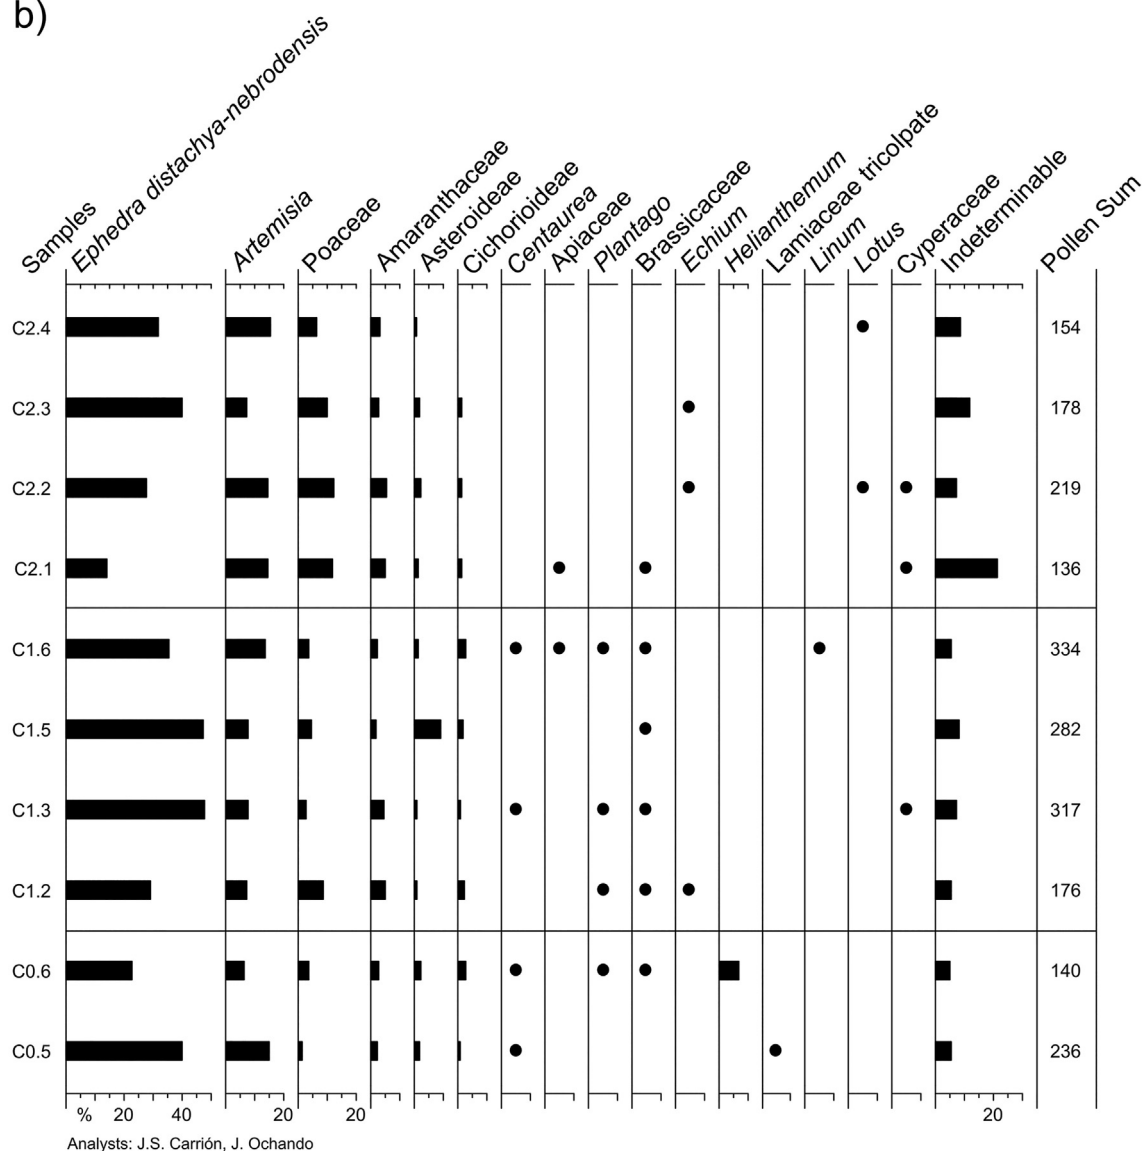 b)
Samples
Ephedra distachya-nebrodensis
Artemisia
Poaceae
Amaranthaceae
Asteroideae
Cichorioideae
Centaurea
Apiaceae
Plantago
Brassicaceae
Echium
Helianthemum
Lamiaceae tricolpate
Linum
Lotus
Cyperaceae
Indeterminable
Pollen Sum
C2.4 154
C2.3 178
C2.2 219
C2.1 136
C1.6 334
C1.5 282
C1.3 317
C1.2 176
C0.6 140
C0.5 236
% 20 40 20 20 20
Analysts: J.S. Carrión, J. Ochando